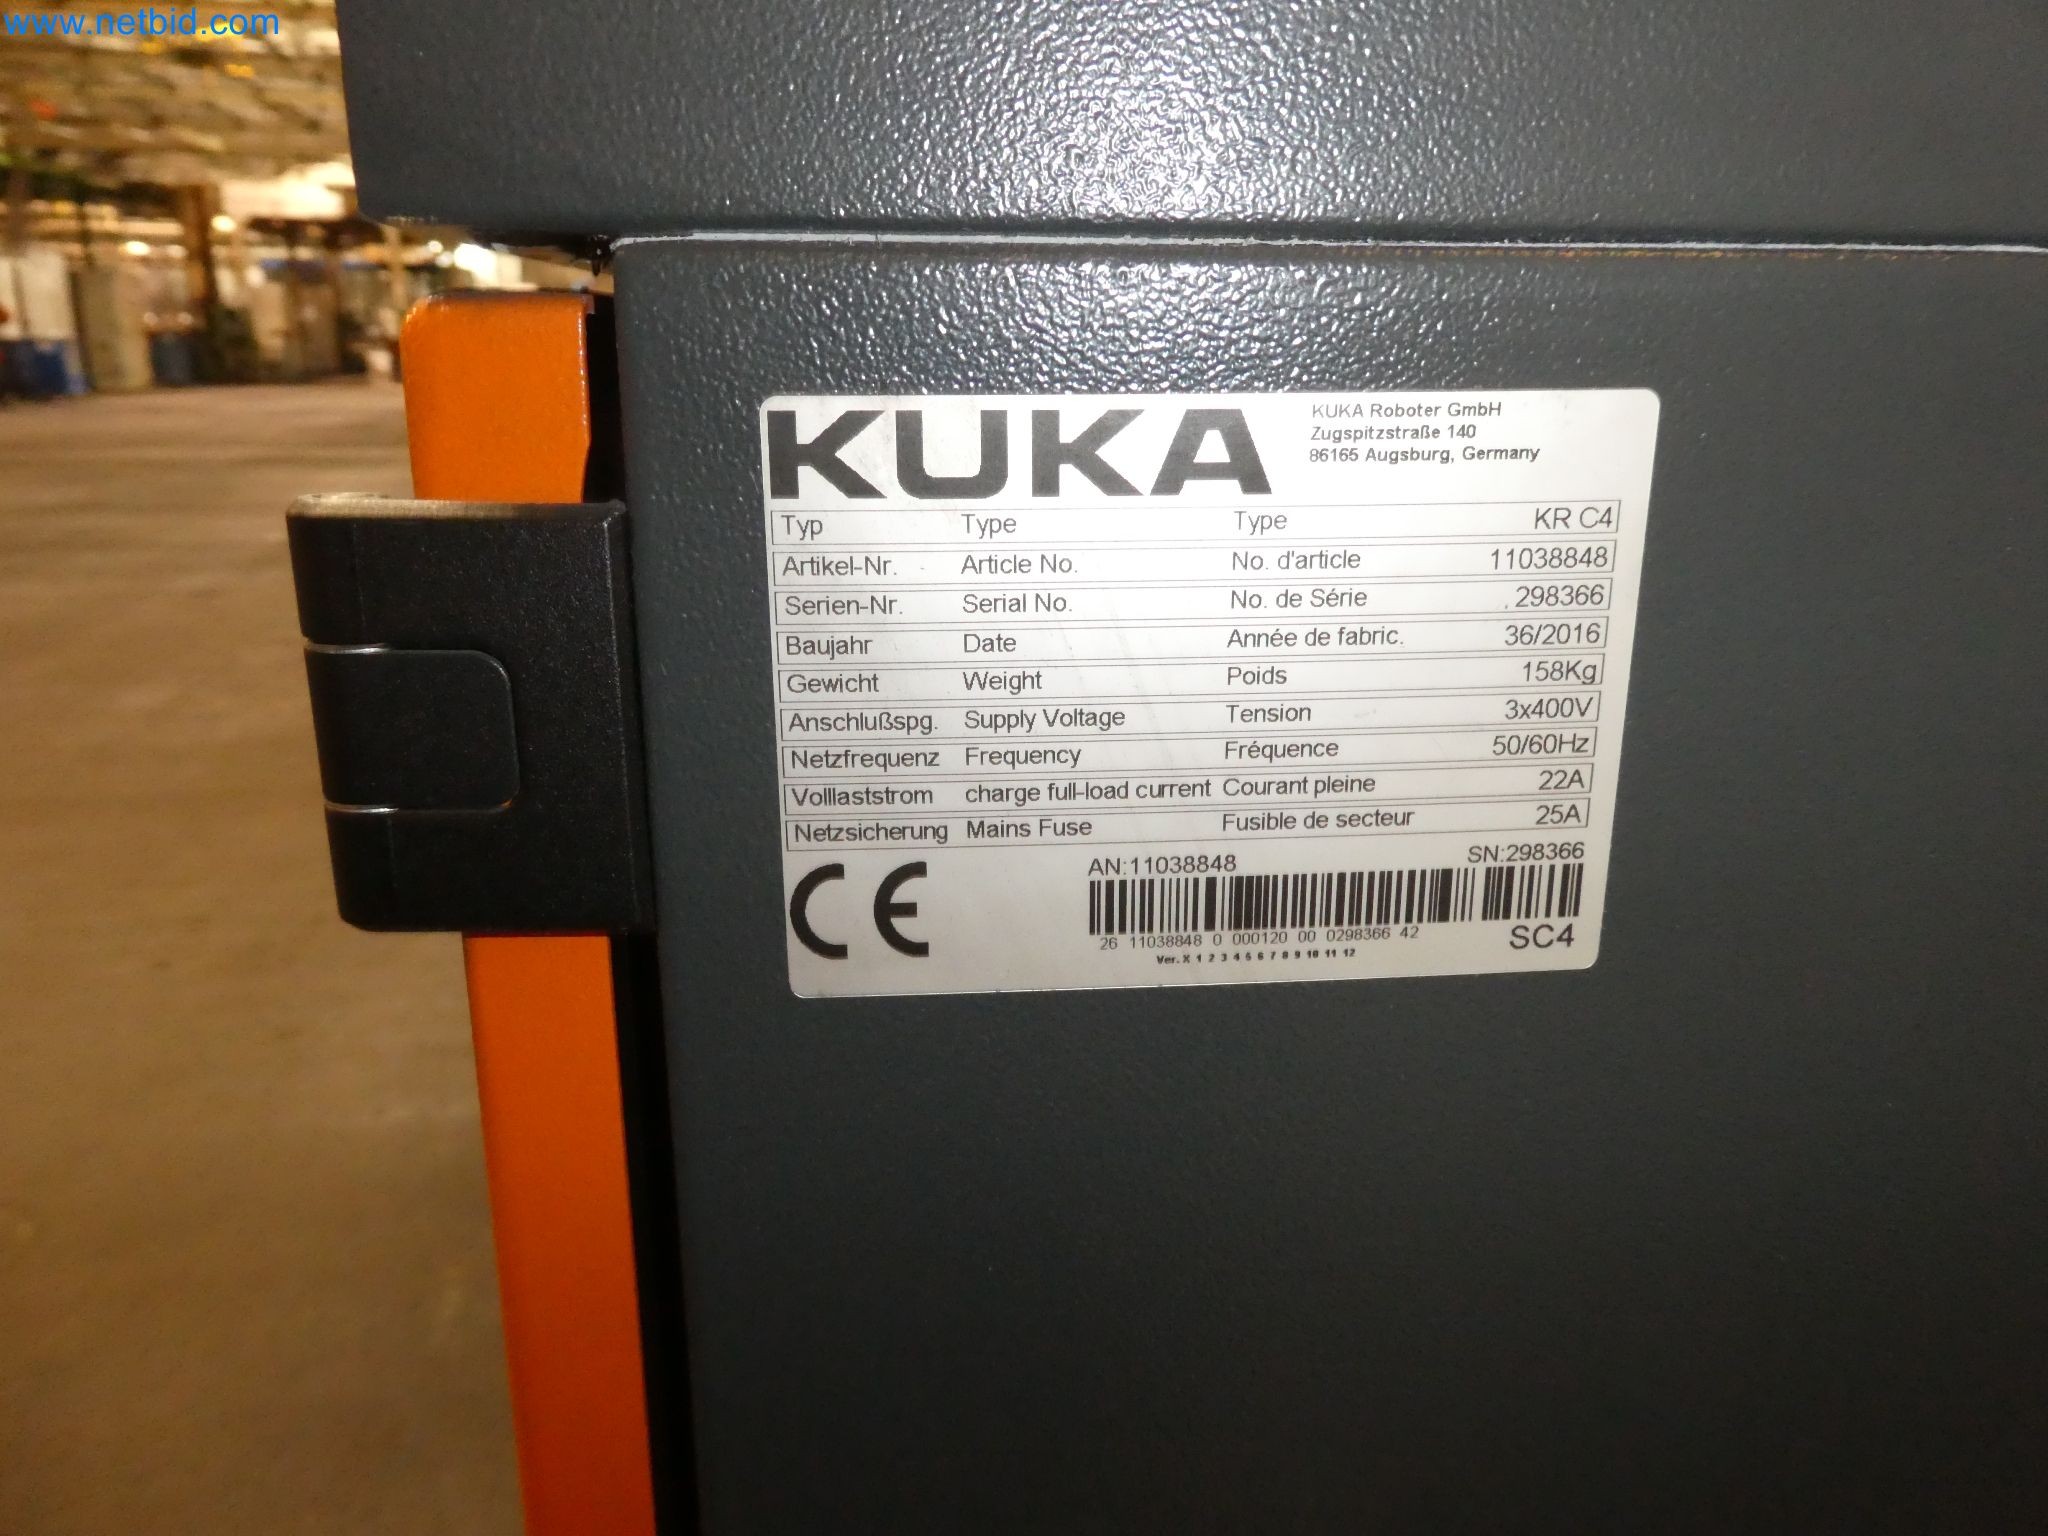 www.netbid.com
KUKA
KUKA Roboter GmbH
Zugspitzstraße 140
86165 Augsburg, Germany
Typ Type Type KR C4
Artikel-Nr. Article No. No. d'article 11038848
Serien-Nr. Serial No. No. de Série 298366
Baujahr Date Année de fabric. 36/2016
Gewicht Weight Poids 158Kg
Anschlußspg. Supply Voltage Tension 3x400V
Netzfrequenz Frequency Fréquence 50/60Hz
Volllaststrom charge full-load current Courant pleine 22A
Netzsicherung Mains Fuse Fusible de secteur 25A
CE
AN:11038848 SN:298366
26 11038848 0 000120 00 0298366 42
SC4
Ver. X 1 2 3 4 5 6 7 8 9 10 11 12